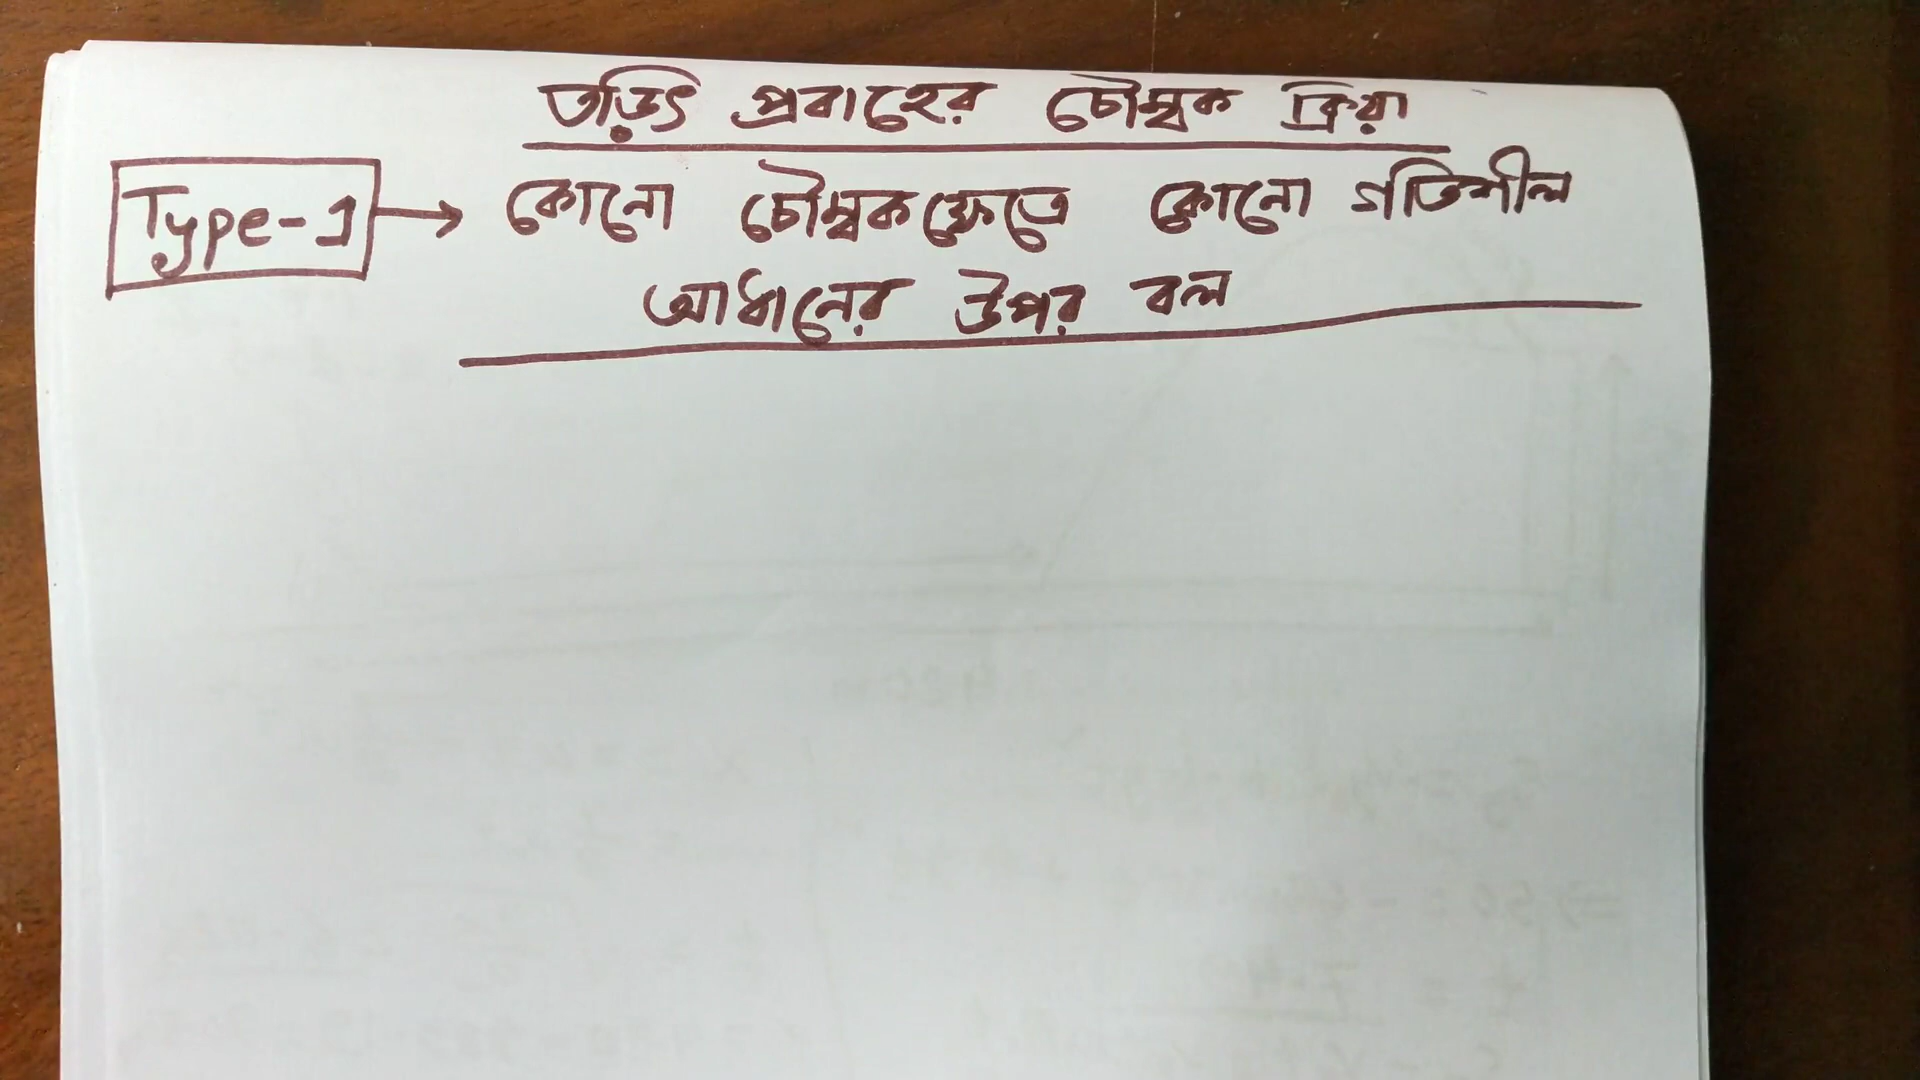 তড়িৎ প্রবাহের চৌম্বক ক্রিয়া
Type-1 → কোনো চৌম্বকক্ষেত্রে কোনো গতিশীল
আধানের উপর বল